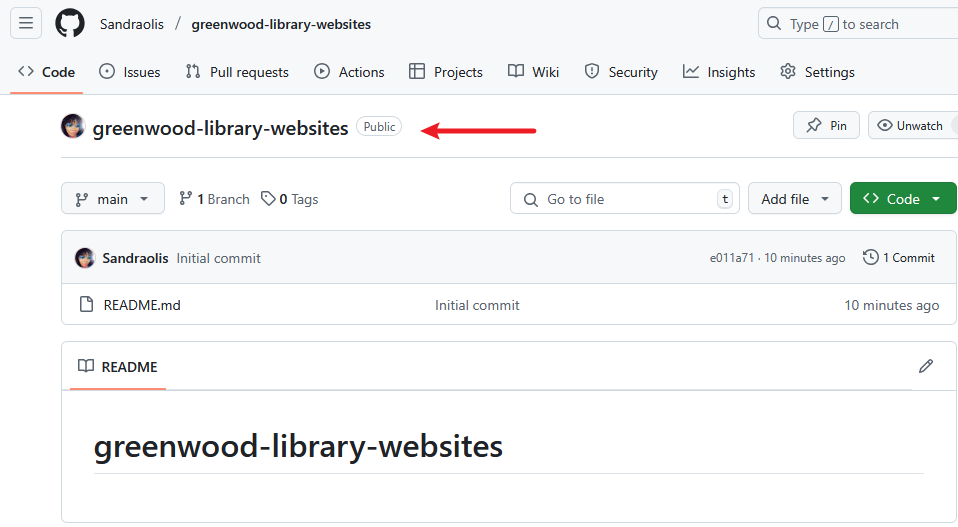 Sandraolis / greenwood-library-websites
Type / to search
Code Issues Pull requests Actions Projects Wiki Security Insights Settings
greenwood-library-websites Public
Pin Unwatch
main 1 Branch 0 Tags Go to file t Add file Code
Sandraolis Initial commit e011a71 · 10 minutes ago 1 Commit
README.md Initial commit 10 minutes ago
README
greenwood-library-websites